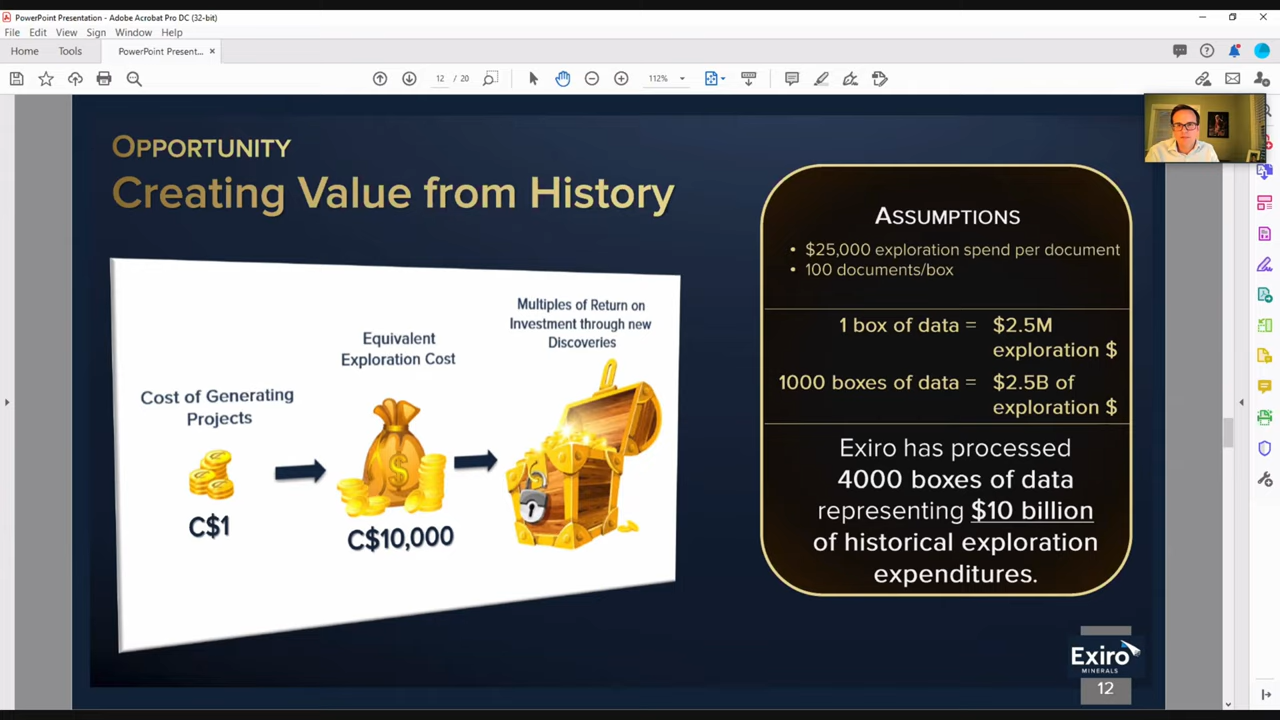 PowerPoint Presentation - Adobe Acrobat Pro DC (32-bit)
File Edit View Sign Window Help
Home Tools PowerPoint Present... ×
12 / 20 112%
OPPORTUNITY
Creating Value from History
Cost of Generating
Projects
C$1
Equivalent
Exploration Cost
$
C$10,000
Multiples of Return on
Investment through new
Discoveries
ASSUMPTIONS
• $25,000 exploration spend per document
• 100 documents/box
1 box of data = $2.5M
exploration $
1000 boxes of data = $2.5B of
exploration $
Exiro has processed
4000 boxes of data
representing $10 billion
of historical exploration
expenditures.
Exiro
MINERALS
12